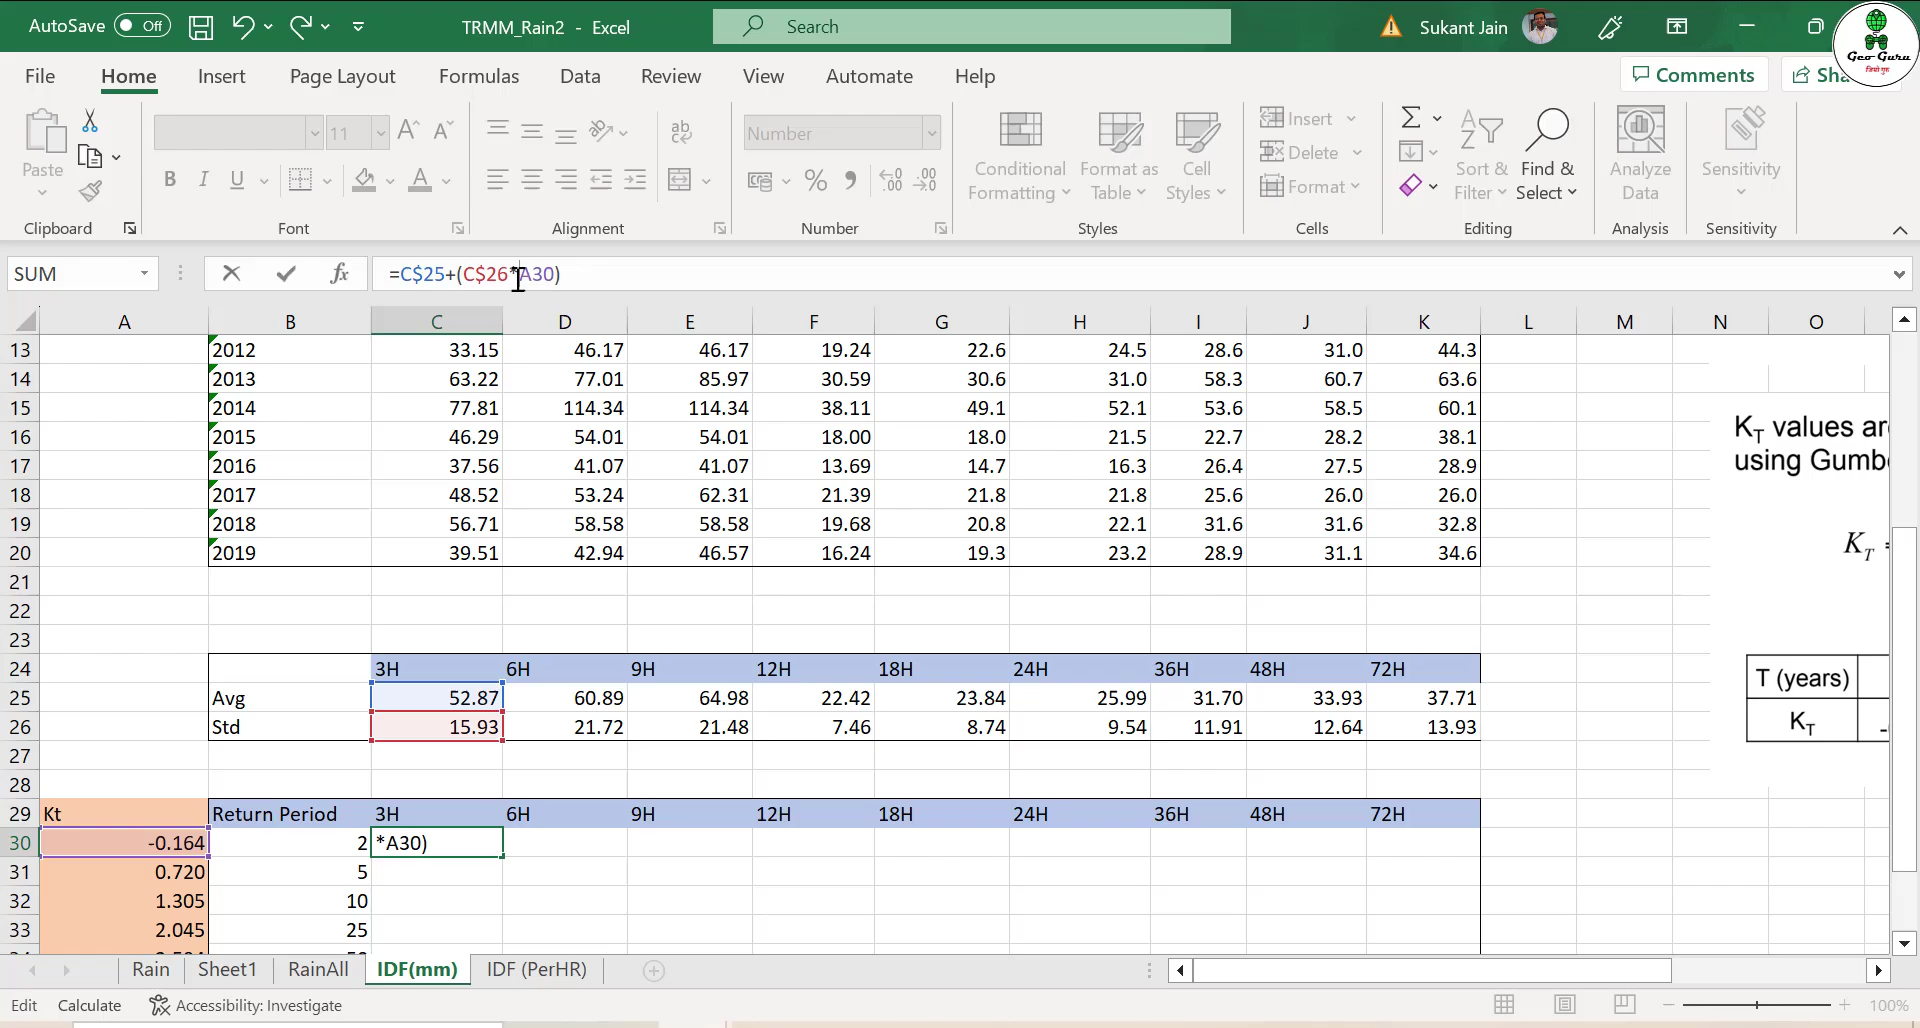 AutoSave Off TRMM_Rain2 - Excel Search Sukant Jain
Geo Guru
जियो गुरु
File Home Insert Page Layout Formulas Data Review View Automate Help Comments
Paste 11 ab Number Conditional Formatting Format as Table Cell Styles Insert Delete Format Sort & Filter Find & Select Analyze Data Sensitivity
Clipboard Font Alignment Number Styles Cells Editing Analysis Sensitivity
SUM fx =C$25+(C$26*A30)
A B C D E F G H I J K L M N O
13 2012 33.15 46.17 46.17 19.24 22.6 24.5 28.6 31.0 44.3
14 2013 63.22 77.01 85.97 30.59 30.6 31.0 58.3 60.7 63.6
15 2014 77.81 114.34 114.34 38.11 49.1 52.1 53.6 58.5 60.1
16 2015 46.29 54.01 54.01 18.00 18.0 21.5 22.7 28.2 38.1
17 2016 37.56 41.07 41.07 13.69 14.7 16.3 26.4 27.5 28.9
18 2017 48.52 53.24 62.31 21.39 21.8 21.8 25.6 26.0 26.0
19 2018 56.71 58.58 58.58 19.68 20.8 22.1 31.6 31.6 32.8
20 2019 39.51 42.94 46.57 16.24 19.3 23.2 28.9 31.1 34.6
21
22
23
24 3H 6H 9H 12H 18H 24H 36H 48H 72H
25 Avg 52.87 60.89 64.98 22.42 23.84 25.99 31.70 33.93 37.71
26 Std 15.93 21.72 21.48 7.46 8.74 9.54 11.91 12.64 13.93
27
28
29 Kt Return Period 3H 6H 9H 12H 18H 24H 36H 48H 72H
30 -0.164 2 *A30)
31 0.720 5
32 1.305 10
33 2.045 25
KT values
using
KT =
T (years)
KT -
Rain Sheet1 RainAll IDF(mm) IDF (PerHR)
Edit Calculate Accessibility: Investigate 100%